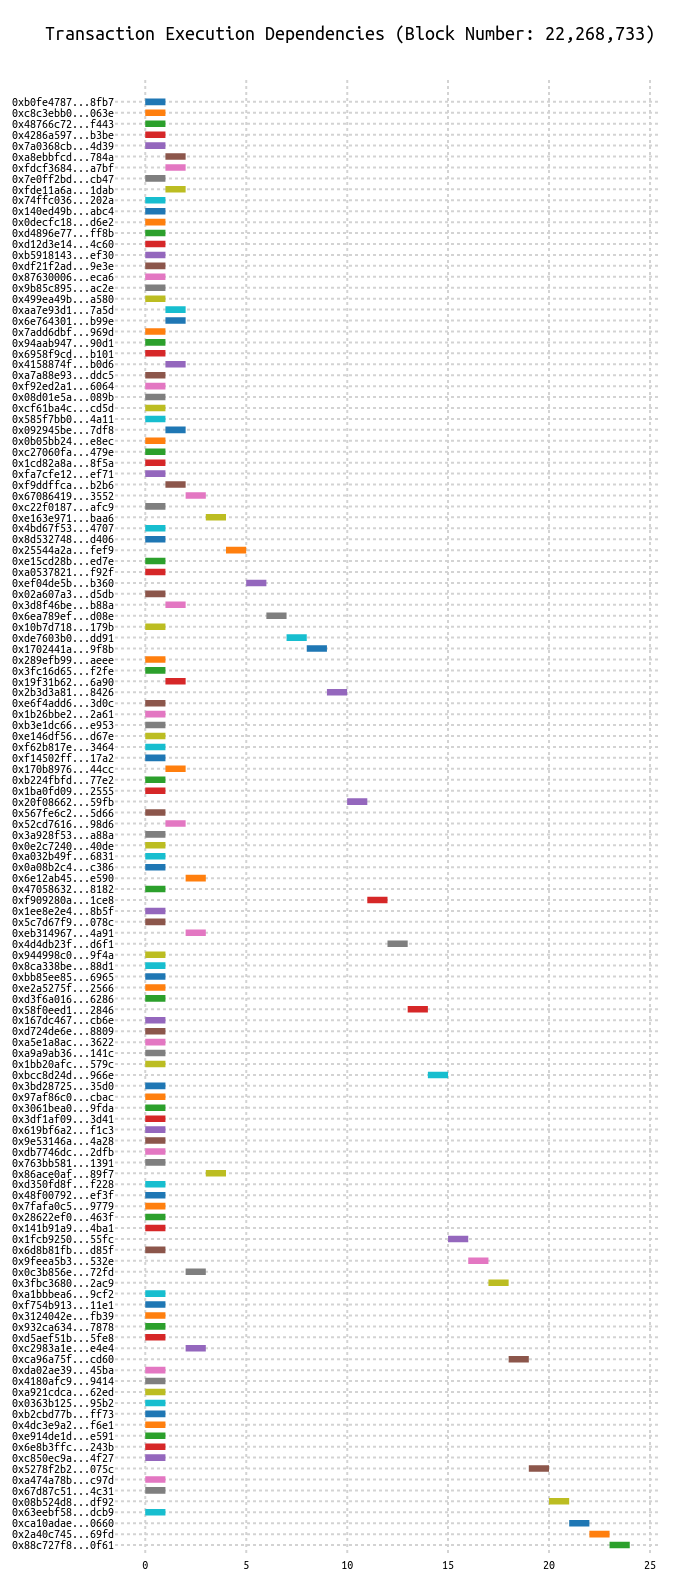 Transaction Execution Dependencies (Block Number: 22,268,733)
0xb0fe4787...8fb7
0xc8c3ebb0...063e
0x48766c72...f443
0x4286a597...b3be
0x7a0368cb...4d39
0xa8ebbfcd...784a
0xfdcf3684...a7bf
0x7e0ff2bd...cb47
0xfde11a6a...1dab
0x74ffc036...202a
0x140ed49b...abc4
0x0decfc18...d6e2
0xd4896e77...ff8b
0xd12d3e14...4c60
0xb5918143...ef30
0xdf21f2ad...9e3e
0x87630006...eca6
0x9b85c895...ac2e
0x499ea49b...a580
0xaa7e93d1...7a5d
0x6e764301...b99e
0x7add6dbf...969d
0x94aab947...90d1
0x6958f9cd...b101
0x4158874f...b0d6
0xa7a88e93...ddc5
0xf92ed2a1...6064
0x08d01e5a...089b
0xcf61ba4c...cd5d
0x585f7bb0...4a11
0x092945be...7df8
0x0b05bb24...e8ec
0xc27060fa...479e
0x1cd82a8a...8f5a
0xfa7cfe12...ef71
0xf9ddffca...b2b6
0x67086419...3552
0xc22f0187...afc9
0xe163e971...baa6
0x4bd67f53...4707
0x8d532748...d406
0x25544a2a...fef9
0xe15cd28b...ed7e
0xa0537821...f92f
0xef04de5b...b360
0x02a607a3...d5db
0x3d8f46be...b88a
0x6ea789ef...d08e
0x10b7d718...179b
0xde7603b0...dd91
0x1702441a...9f8b
0x289efb99...aeee
0x3fc16d65...f2fe
0x19f31b62...6a90
0x2b3d3a81...8426
0xe6f4add6...3d0c
0x1b26bbe2...2a61
0xb3e1dc66...e953
0xe146df56...d67e
0xf62b817e...3464
0xf14502ff...17a2
0x170b8976...44cc
0xb224fbfd...77e2
0x1ba0fd09...2555
0x20f08662...59fb
0x567fe6c2...5d66
0x52cd7616...98d6
0x3a928f53...a88a
0x0e2c7240...40de
0xa032b49f...6831
0x0a08b2c4...c386
0x6e12ab45...e590
0x47058632...8182
0xf909280a...1ce8
0x1ee8e2e4...8b5f
0x5c7d67f9...078c
0xeb314967...4a91
0x4d4db23f...d6f1
0x944998c0...9f4a
0x8ca338be...88d1
0xbb85ee85...6965
0xe2a5275f...2566
0xd3f6a016...6286
0x58f0eed1...2846
0x167dc467...cb6e
0xd724de6e...8809
0xa5e1a8ac...3622
0xa9a9ab36...141c
0x1bb20afc...579c
0xbcc8d24d...966e
0x3bd28725...35d0
0x97af86c0...cbac
0x3061bea0...9fda
0x3df1af09...3d41
0x619bf6a2...f1c3
0x9e53146a...4a28
0xdb7746dc...2dfb
0x763bb581...1391
0x86ace0af...89f7
0xd350fd8f...f228
0x48f00792...ef3f
0x7fafa0c5...9779
0x28622ef0...463f
0x141b91a9...4ba1
0x1fcb9250...55fc
0x6d8b81fb...d85f
0x9feea5b3...532e
0x0c3b856e...72fd
0x3fbc3680...2ac9
0xa1bbbea6...9cf2
0xf754b913...11e1
0x3124042e...fb39
0x932ca634...7878
0xd5aef51b...5fe8
0xc2983a1e...e4e4
0xca96a75f...cd60
0xda02ae39...45ba
0x4180afc9...9414
0xa921cdca...62ed
0x0363b125...95b2
0xb2cbd77b...ff73
0x4dc3e9a2...f6e1
0xe914de1d...e591
0x6e8b3ffc...243b
0xc850ec9a...4f27
0x5278f2b2...075c
0xa474a78b...c97d
0x67d87c51...4c31
0x08b524d8...df92
0x63eebf58...dcb9
0xca10adae...0660
0x2a40c745...69fd
0x88c727f8...0f61
0 5 10 15 20 25